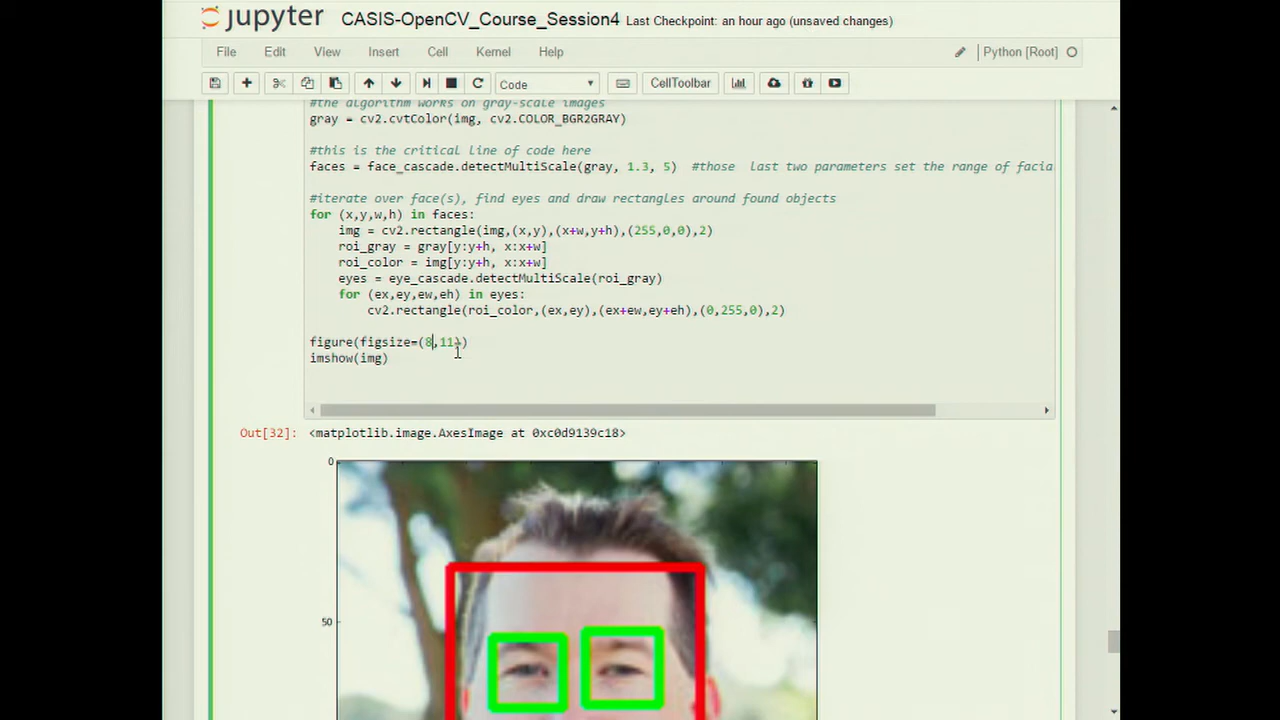 jupyter CASIS-OpenCV_Course_Session4 Last Checkpoint: an hour ago (unsaved changes)
File Edit View Insert Cell Kernel Help Python [Root]
Code CellToolbar
#the algorithm works on gray-scale images
gray = cv2.cvtColor(img, cv2.COLOR_BGR2GRAY)
#this is the critical line of code here
faces = face_cascade.detectMultiScale(gray, 1.3, 5) #those last two parameters set the range of facia
#iterate over face(s), find eyes and draw rectangles around found objects
for (x,y,w,h) in faces:
img = cv2.rectangle(img,(x,y),(x+w,y+h),(255,0,0),2)
roi_gray = gray[y:y+h, x:x+w]
roi_color = img[y:y+h, x:x+w]
eyes = eye_cascade.detectMultiScale(roi_gray)
for (ex,ey,ew,eh) in eyes:
cv2.rectangle(roi_color,(ex,ey),(ex+ew,ey+eh),(0,255,0),2)
figure(figsize=(8,11))
imshow(img)
Out[32]: <matplotlib.image.AxesImage at 0xc0d9139c18>
0
50